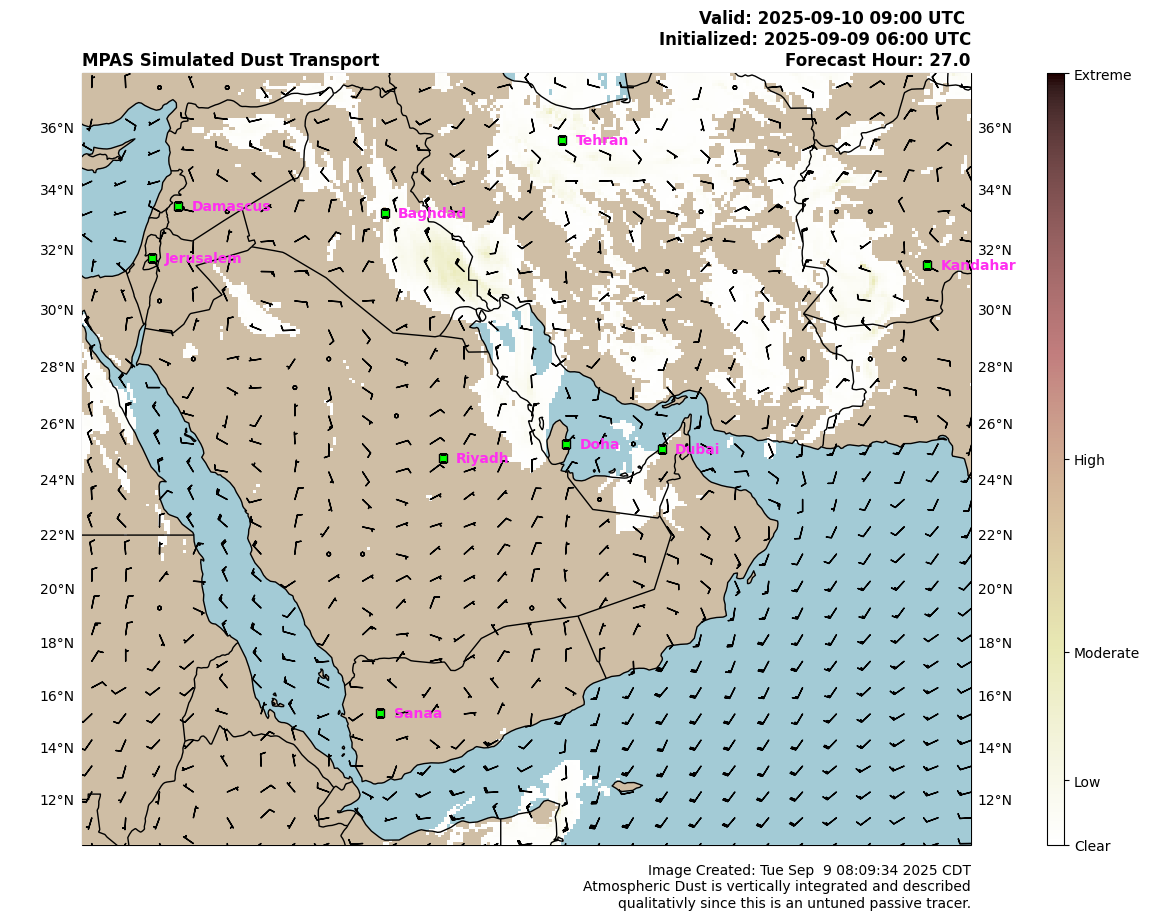 Valid: 2025-09-10 09:00 UTC
Initialized: 2025-09-09 06:00 UTC
MPAS Simulated Dust Transport
Forecast Hour: 27.0
Extreme
High
Moderate
Low
Clear
36°N
34°N
32°N
30°N
28°N
26°N
24°N
22°N
20°N
18°N
16°N
14°N
12°N
36°N
34°N
32°N
30°N
28°N
26°N
24°N
22°N
20°N
18°N
16°N
14°N
12°N
Tehran
Damascus
Baghdad
Jerusalem
Kandahar
Doha
Dubai
Riyadh
Sanaa
Image Created: Tue Sep  9 08:09:34 2025 CDT
Atmospheric Dust is vertically integrated and described
qualitativly since this is an untuned passive tracer.